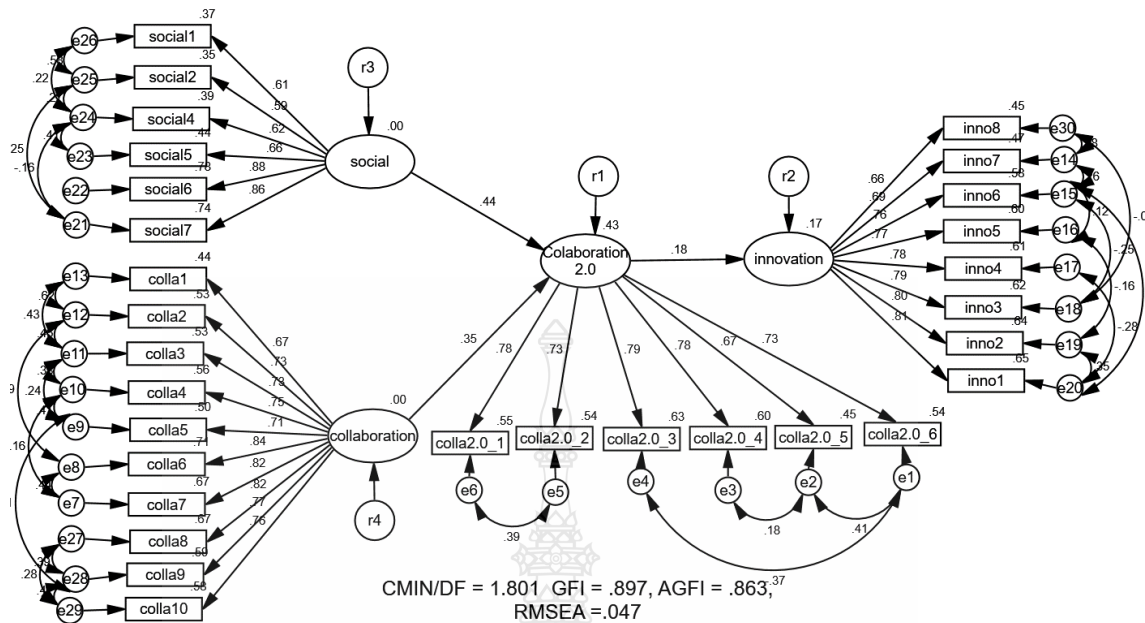 .37
e26
social1
.35
e25
social2
.22
.39
e24
social4
.44
e23
social5
e22
social6
.74
e21
social7
25
-.16
.61
.59
.62
.66
.88
.86
r3
.00
social
.44
r1
.43
Colaboration
2.0
.18
r2
.17
innovation
.45
inno8
e30
inno7
e14
inno6
e15
.60
inno5
e16
.61
inno4
e17
.62
inno3
e18
.64
inno2
e19
.65
inno1
e20
.66
.69
.76
.77
.78
.79
.80
.81
.12
-.25
-.16
-.28
.35
.44
e13
colla1
.53
e12
colla2
.43
.53
e11
colla3
.56
e10
colla4
.24
.50
e9
colla5
.71
e8
colla6
.16
.67
e7
colla7
.67
e27
colla8
.39
e28
colla9
.28
.58
e29
colla10
.67
.73
.73
.75
.71
.84
.82
.82
.77
.76
.00
collaboration
r4
.35
.78
.73
.79
.78
.67
.73
.55
colla2.0_1
.54
colla2.0_2
.63
colla2.0_3
.60
colla2.0_4
.45
colla2.0_5
.54
colla2.0_6
e6
e5
e4
e3
e2
e1
.39
.18
.41
CMIN/DF = 1.801 GFI = .897, AGFI = .863,
RMSEA =.047